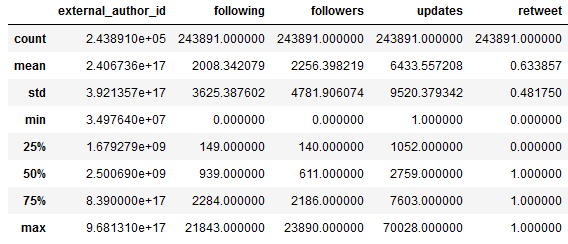 external_author_id following followers updates retweet
count 2.438910e+05 243891.000000 243891.000000 243891.000000 243891.000000
mean 2.406736e+17 2008.342079 2256.398219 6433.557208 0.633857
std 3.921357e+17 3625.387602 4781.906074 9520.379342 0.481750
min 3.497640e+07 0.000000 0.000000 1.000000 0.000000
25% 1.679279e+09 149.000000 140.000000 1052.000000 0.000000
50% 2.500690e+09 939.000000 611.000000 2759.000000 1.000000
75% 8.390000e+17 2284.000000 2186.000000 7603.000000 1.000000
max 9.681310e+17 21843.000000 23890.000000 70028.000000 1.000000